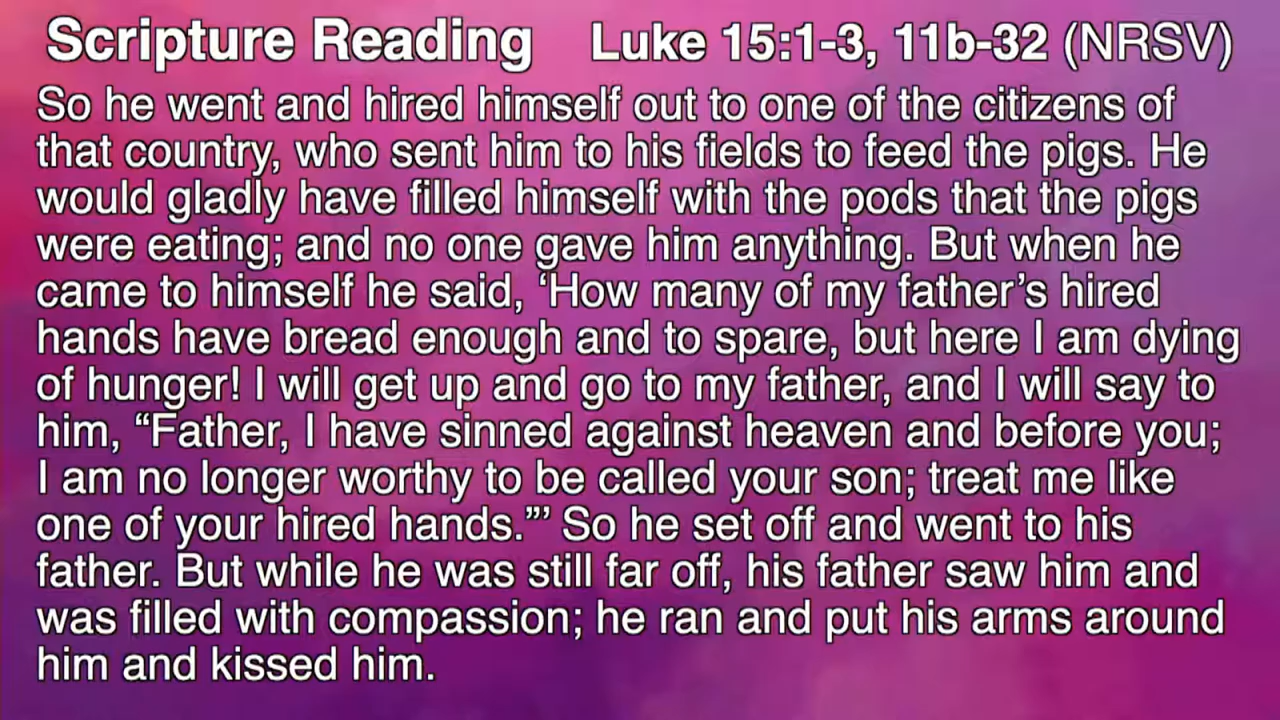 Scripture Reading Luke 15:1-3, 11b-32 (NRSV)
So he went and hired himself out to one of the citizens of
that country, who sent him to his fields to feed the pigs. He
would gladly have filled himself with the pods that the pigs
were eating; and no one gave him anything. But when he
came to himself he said, ‘How many of my father’s hired
hands have bread enough and to spare, but here I am dying
of hunger! I will get up and go to my father, and I will say to
him, “Father, I have sinned against heaven and before you;
I am no longer worthy to be called your son; treat me like
one of your hired hands.”’ So he set off and went to his
father. But while he was still far off, his father saw him and
was filled with compassion; he ran and put his arms around
him and kissed him.